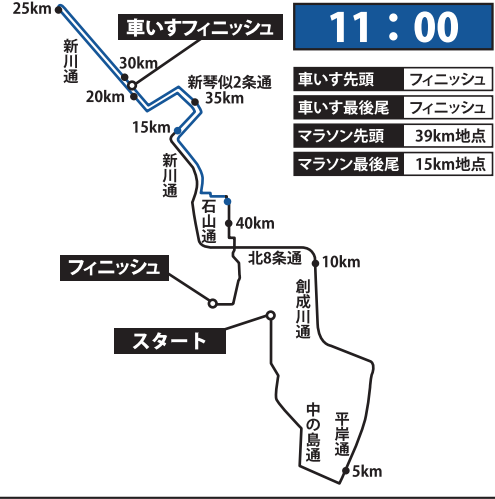 25km
車いすフィニッシュ
11:00
新川通
30km
新琴似2条通
20km
35km
車いす先頭 フィニッシュ
車いす最後尾 フィニッシュ
マラソン先頭 39km地点
マラソン最後尾 15km地点
15km
新川通
石山通
40km
北8条通
10km
フィニッシュ
創成川通
スタート
中の島通
平岸通
5km